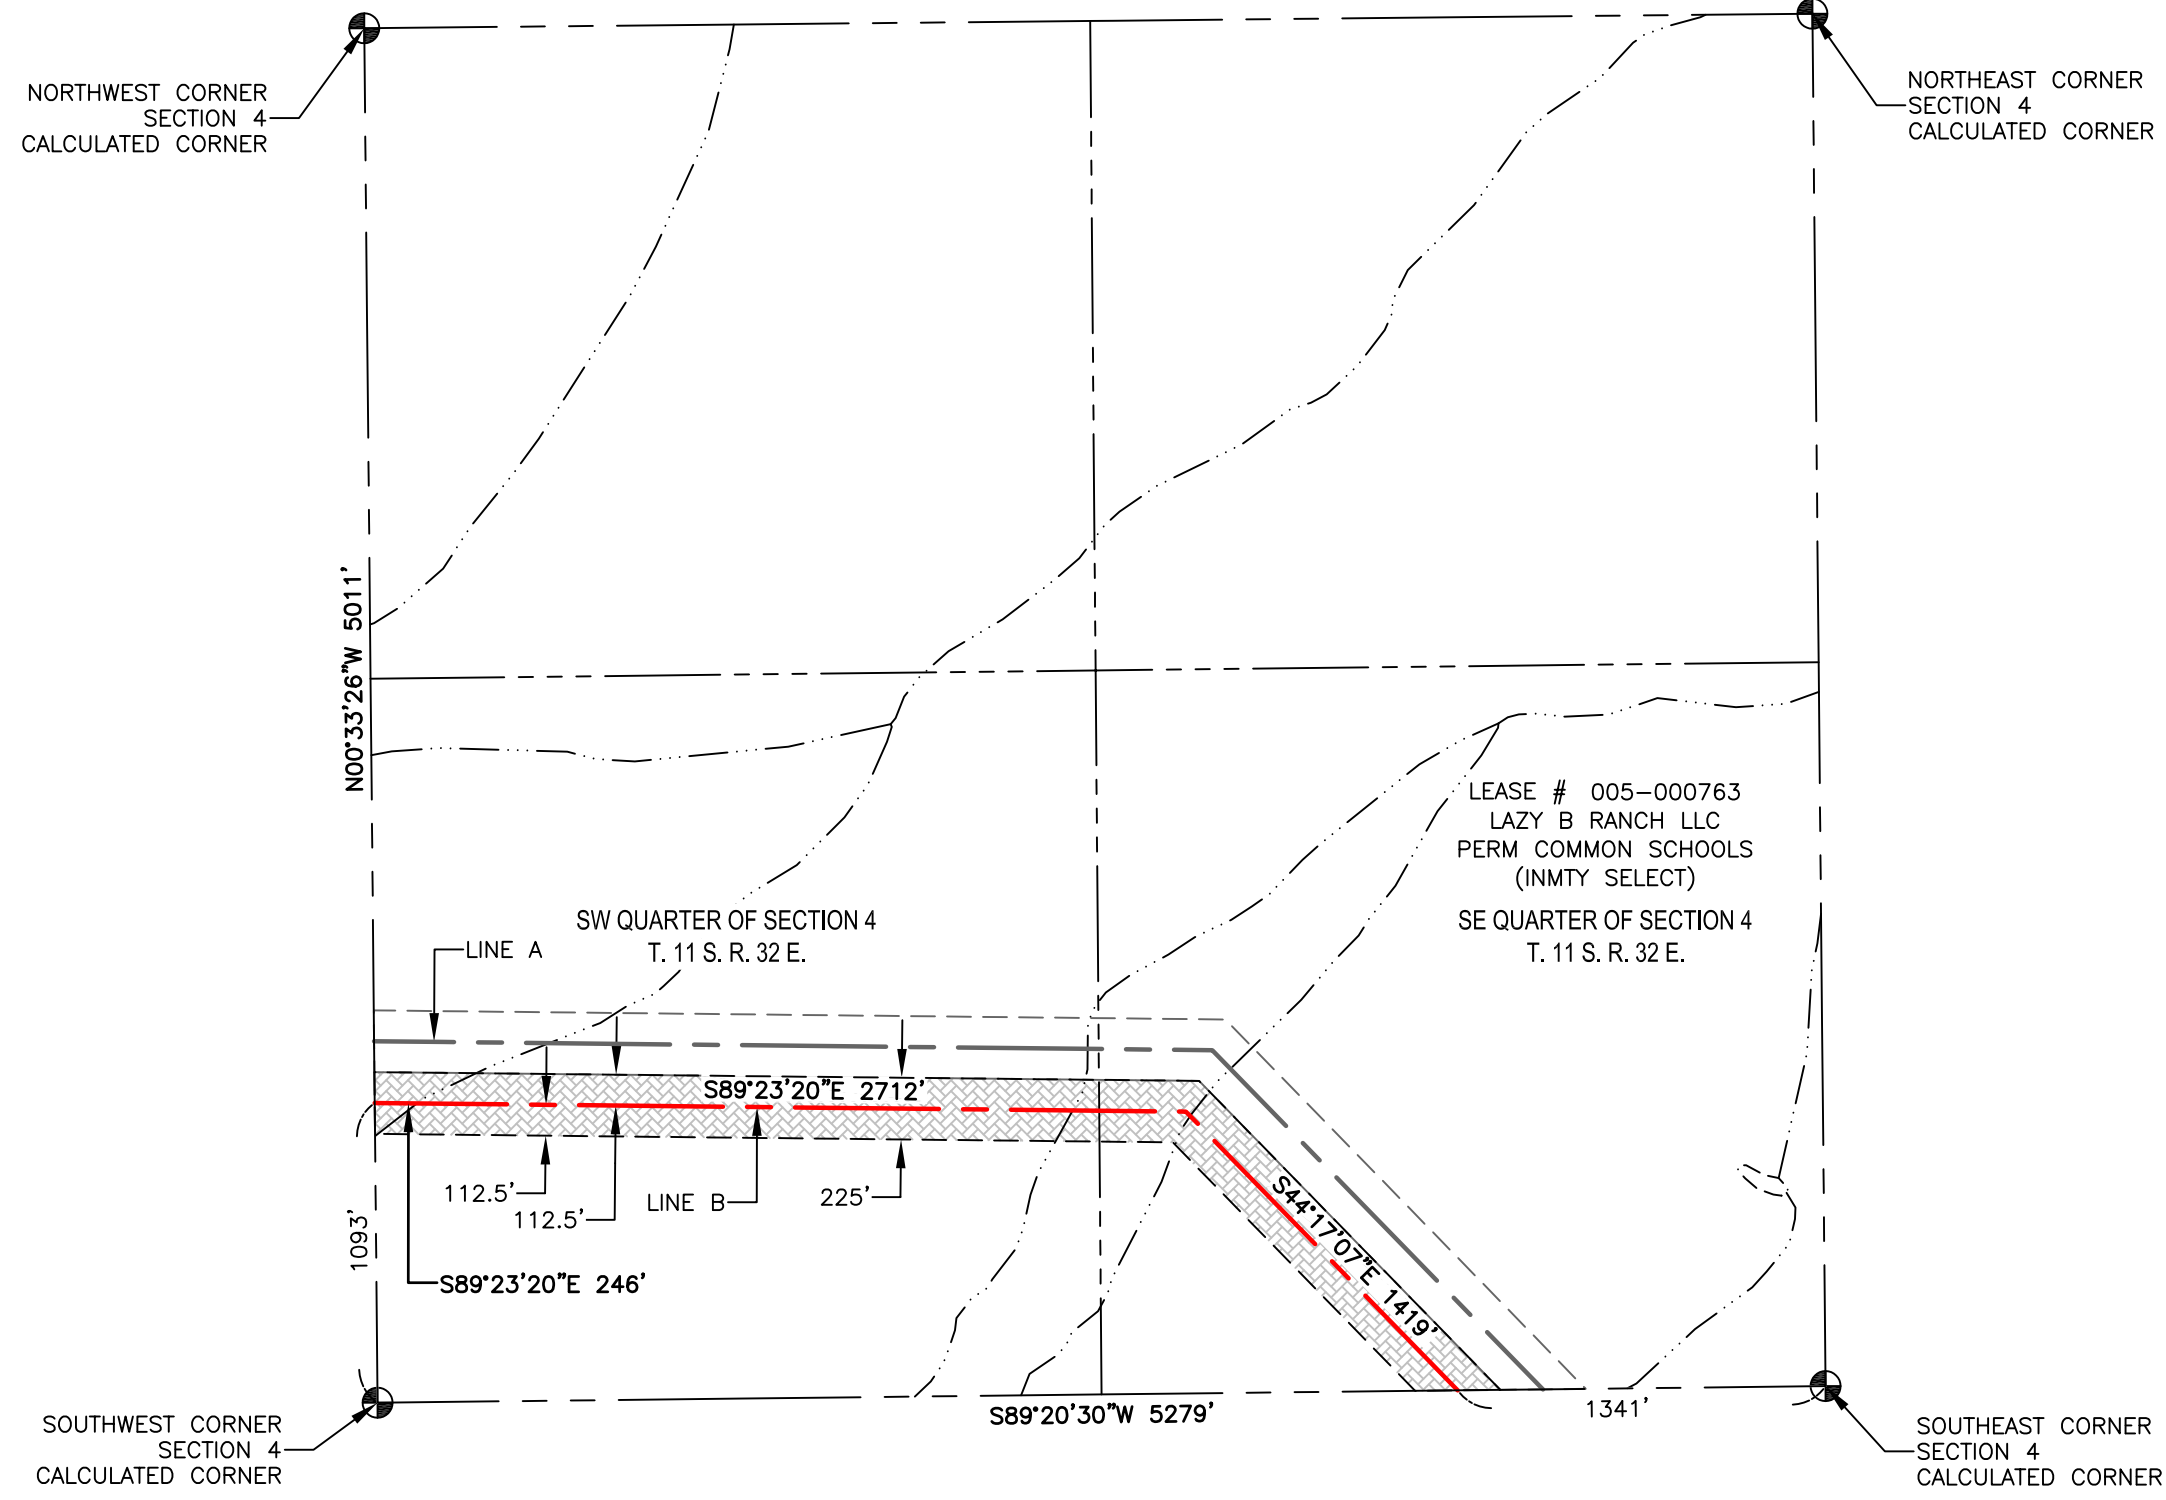 NORTHWEST CORNER
SECTION 4
CALCULATED CORNER
NORTHEAST CORNER
SECTION 4
CALCULATED CORNER
N00°33'26"W 5011'
LEASE # 005-000763
LAZY B RANCH LLC
PERM COMMON SCHOOLS
(INMTY SELECT)
SW QUARTER OF SECTION 4
T. 11 S. R. 32 E.
SE QUARTER OF SECTION 4
T. 11 S. R. 32 E.
LINE A
S89°23'20"E 2712'
112.5'
112.5'
LINE B
225'
S44°17'07"E 1419'
1093'
S89°23'20"E 246'
S89°20'30"W 5279'
1341'
SOUTHWEST CORNER
SECTION 4
CALCULATED CORNER
SOUTHEAST CORNER
SECTION 4
CALCULATED CORNER